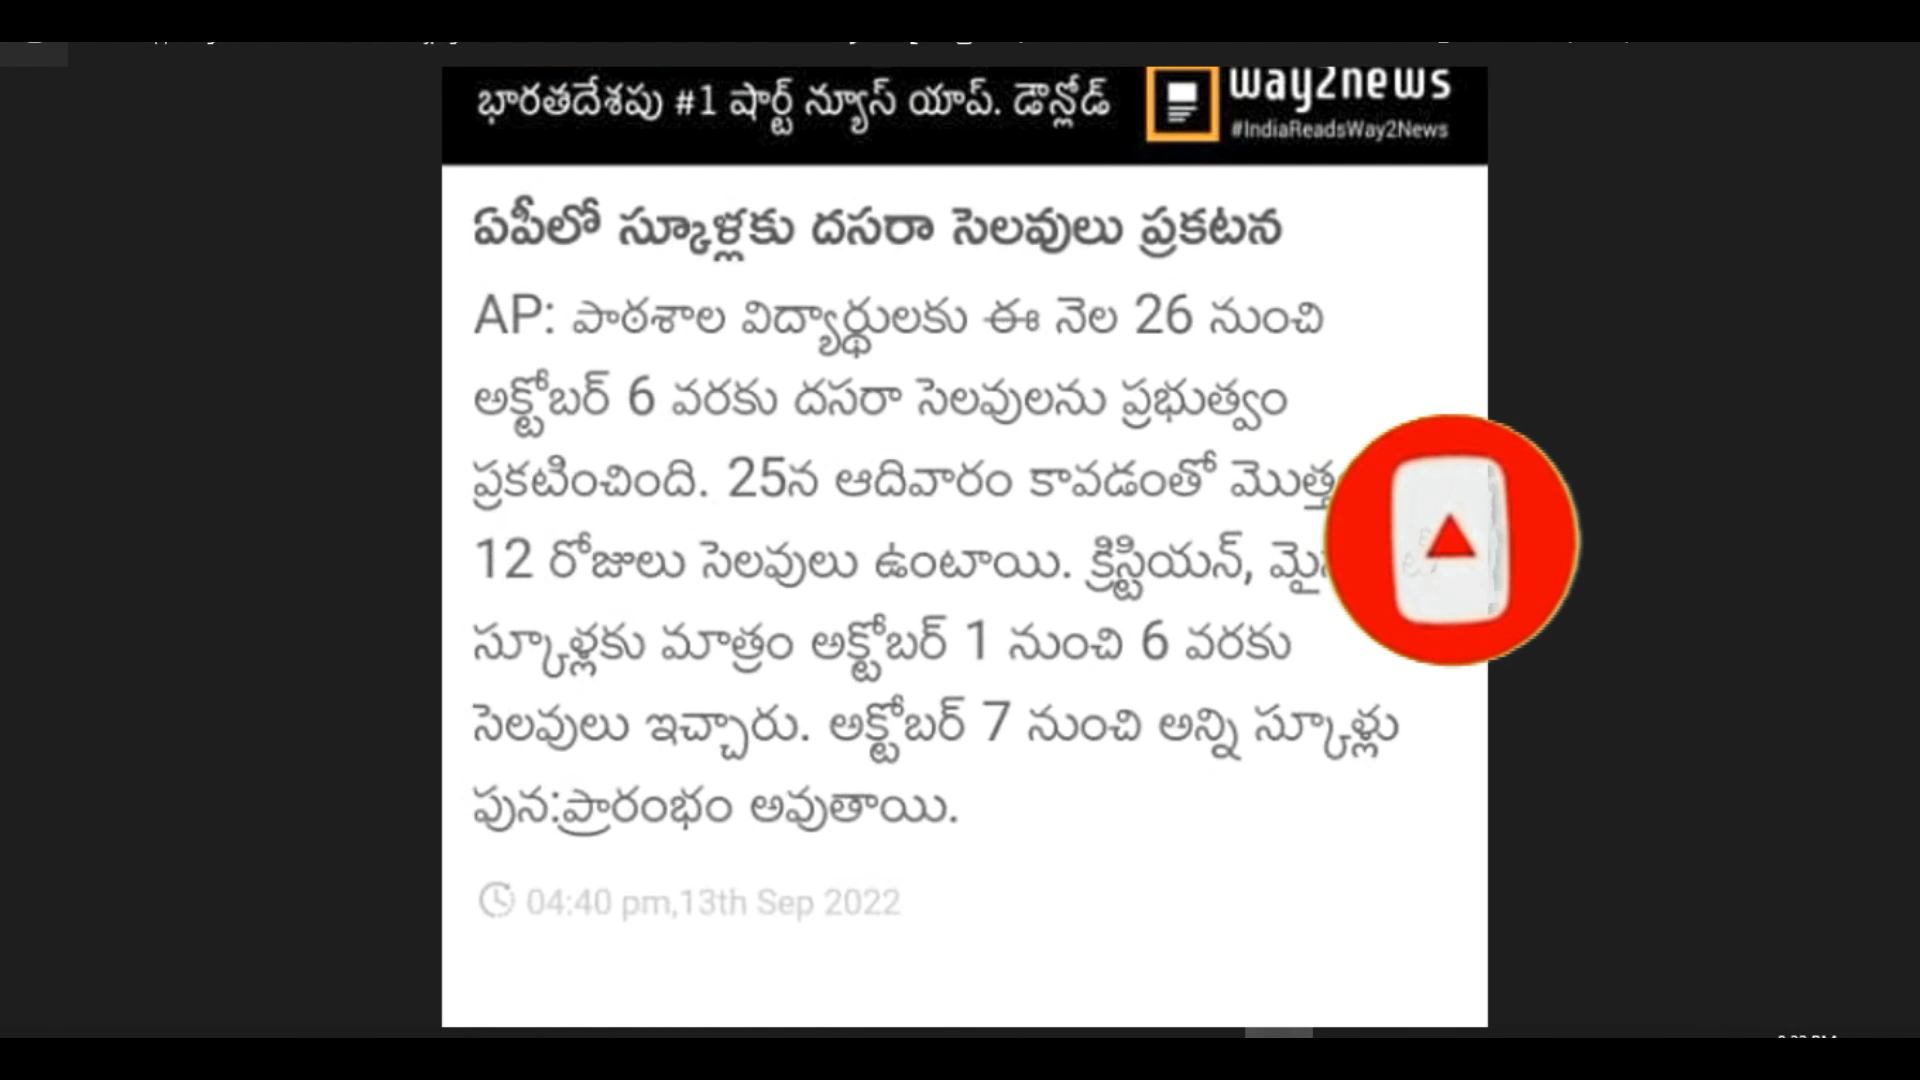 భారతదేశపు #1 షార్ట్ న్యూస్ యాప్. డౌన్లోడ్
way2news
#IndiaReadsWay2News
ఏపీలో స్కూళ్లకు దసరా సెలవులు ప్రకటన
AP: పాఠశాల విద్యార్థులకు ఈ నెల 26 నుంచి
అక్టోబర్ 6 వరకు దసరా సెలవులను ప్రభుత్వం
ప్రకటించింది. 25న ఆదివారం కావడంతో
12 రోజులు సెలవులు ఉంటాయి. క్రిస్టియన్,
స్కూళ్లకు మాత్రం అక్టోబర్ 1 నుంచి 6 వరకు
సెలవులు ఇచ్చారు. అక్టోబర్ 7 నుంచి అన్ని స్కూళ్లు
పున:ప్రారంభం అవుతాయి.
04:40 pm,13th Sep 2022